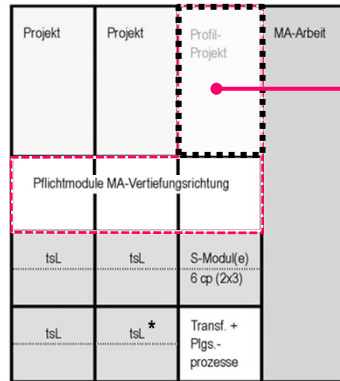 Projekt
Projekt
Profil-
Projekt
MA-Arbeit
Pflichtmodule MA-Vertiefungsrichtung
tsL
tsL
S-Modul(e)
6 cp (2x3)
tsL
tsL *
Transf. +
Plgs.-
prozesse